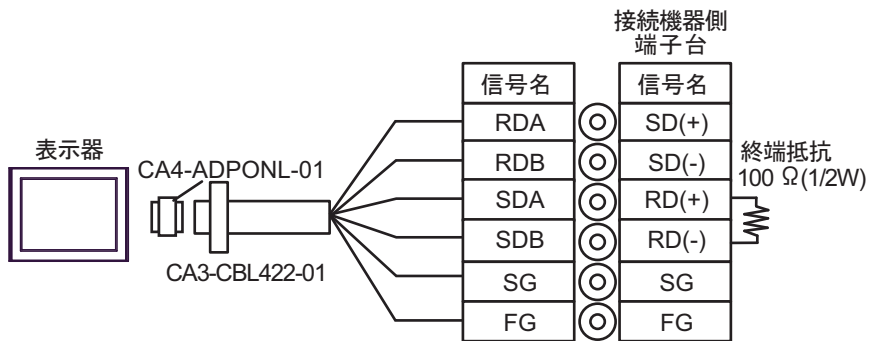 接続機器側
端子台
信号名 信号名
RDA SD(+)
RDB SD(-)
SDA RD(+)
SDB RD(-)
SG SG
FG FG
表示器
CA4-ADPONL-01
CA3-CBL422-01
終端抵抗
100 Ω(1/2W)